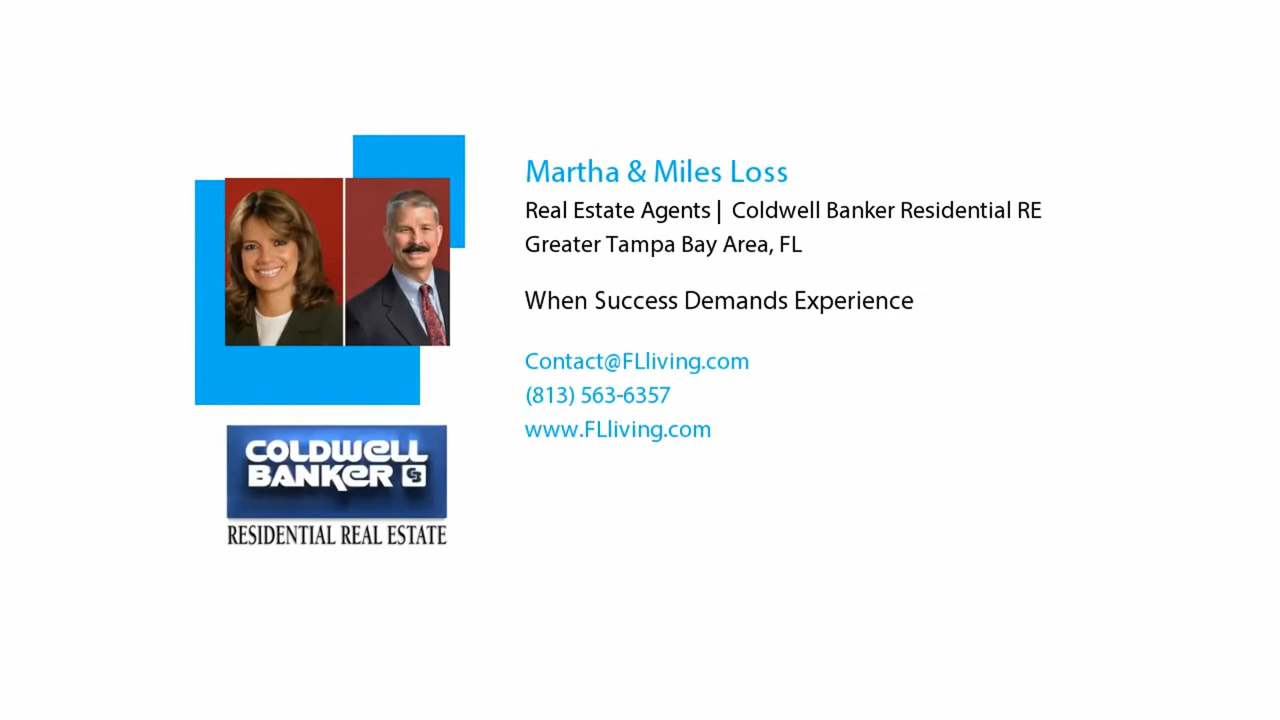 Martha & Miles Loss
Real Estate Agents | Coldwell Banker Residential RE
Greater Tampa Bay Area, FL
When Success Demands Experience
Contact@FLliving.com
(813) 563-6357
www.FLliving.com
COLDWELL
BANKER CB
RESIDENTIAL REAL ESTATE